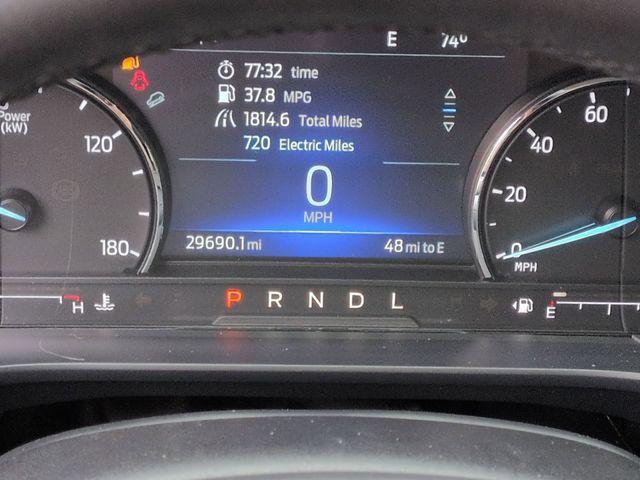 E 74°
77:32 time
37.8 MPG
1814.6 Total Miles
720 Electric Miles
0
MPH
29690.1 mi 48 mi to E
Power
(kW)
120
180
60
40
20
0
MPH
H
P R N D L
E